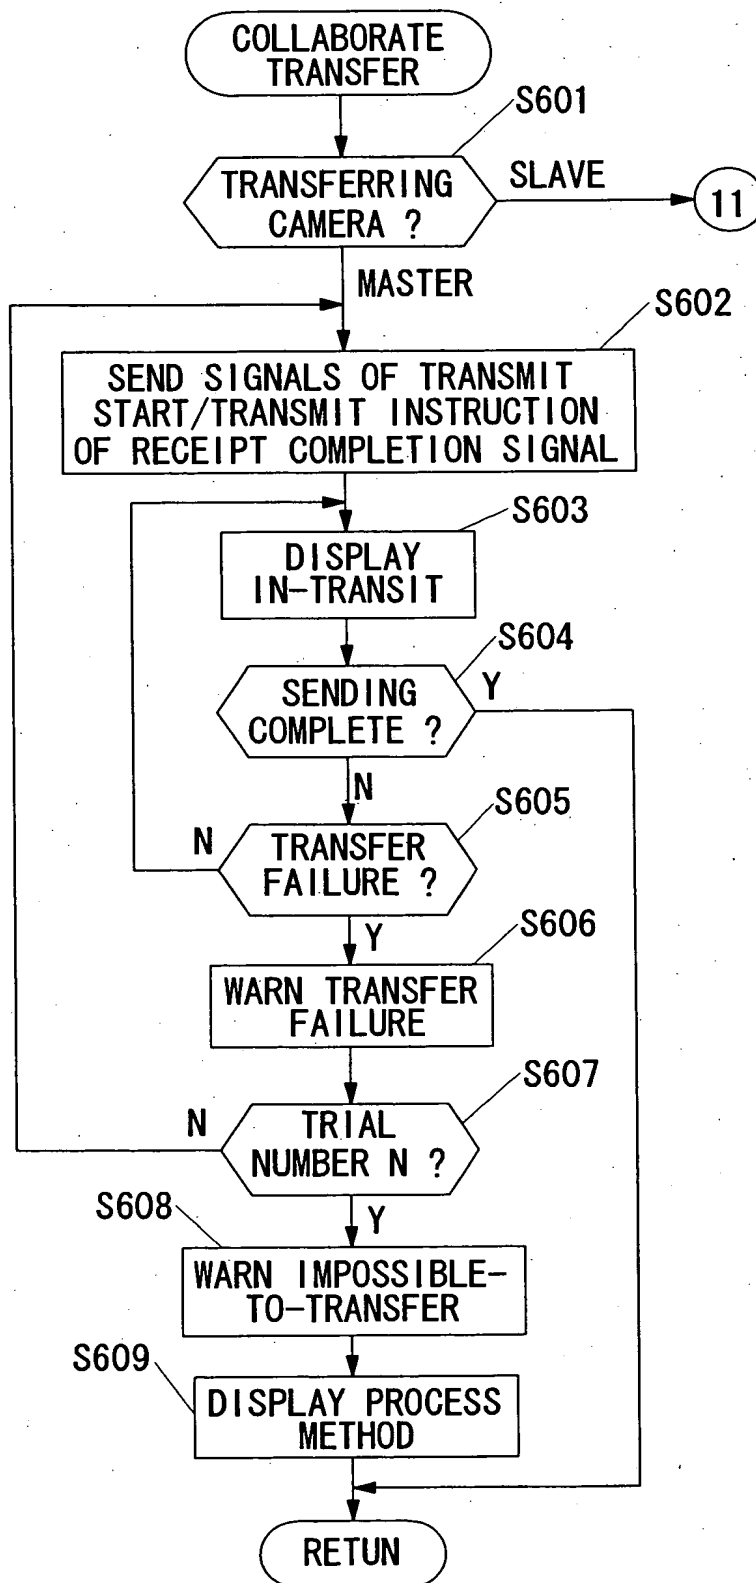 COLLABORATE
TRANSFER
S601
TRANSFERRING
CAMERA ?
SLAVE
11
MASTER
S602
SEND SIGNALS OF TRANSMIT
START/TRANSMIT INSTRUCTION
OF RECEIPT COMPLETION SIGNAL
S603
DISPLAY
IN-TRANSIT
S604
SENDING
COMPLETE ?
Y
N
S605
N
TRANSFER
FAILURE ?
Y
S606
WARN TRANSFER
FAILURE
S607
N
TRIAL
NUMBER N ?
Y
S608
WARN IMPOSSIBLE-
TO-TRANSFER
S609
DISPLAY PROCESS
METHOD
RETUN